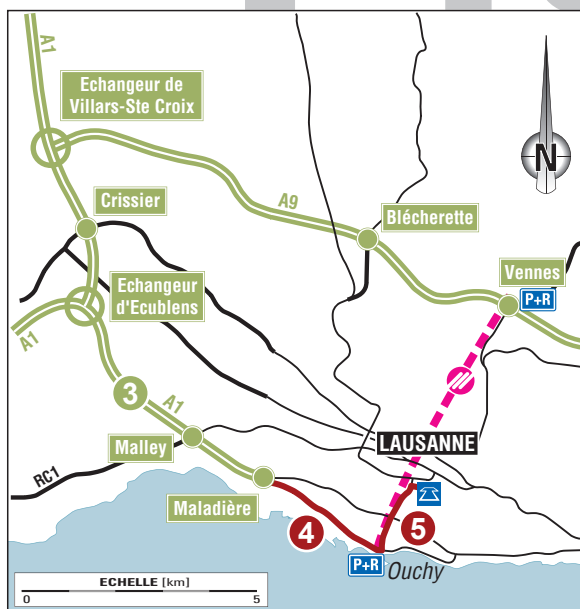 A1
Echangeur de
Villars-Ste Croix
N
Crissier
A9
Blécherette
Vennes
P+R
Echangeur
d'Ecublens
A1
3
A1
LAUSANNE
Malley
RC1
Maladière
4
5
P+R
Ouchy
ECHELLE [km]
0
5